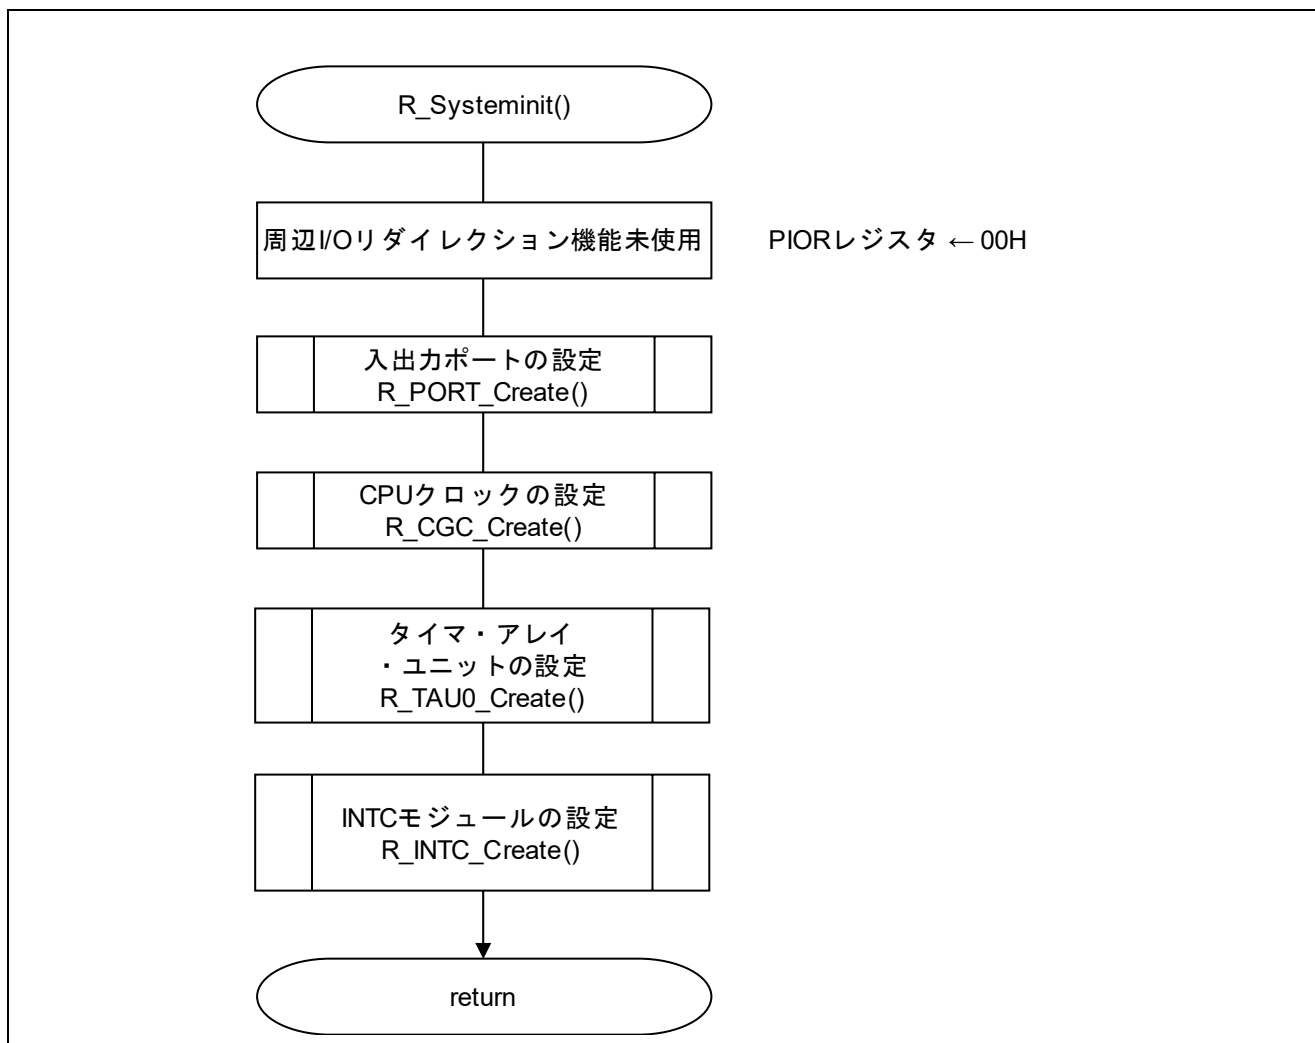 R_Systeminit()
周辺I/Oリダイレクション機能未使用
PIORレジスタ ← 00H
入出力ポートの設定
R_PORT_Create()
CPUクロックの設定
R_CGC_Create()
タイマ・アレイ
・ユニットの設定
R_TAU0_Create()
INTCモジュールの設定
R_INTC_Create()
return